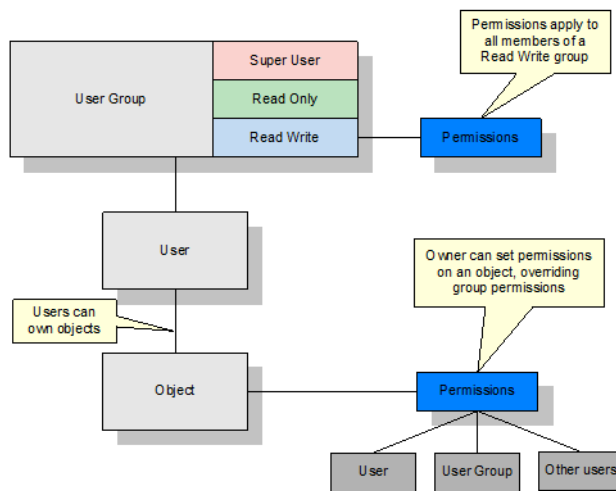 Permissions apply to
all members of a
Read Write group
Super User
User Group
Read Only
Read Write
Permissions
User
Owner can set permissions
on an object, overriding
group permissions
Users can
own objects
Object
Permissions
User
User Group
Other users